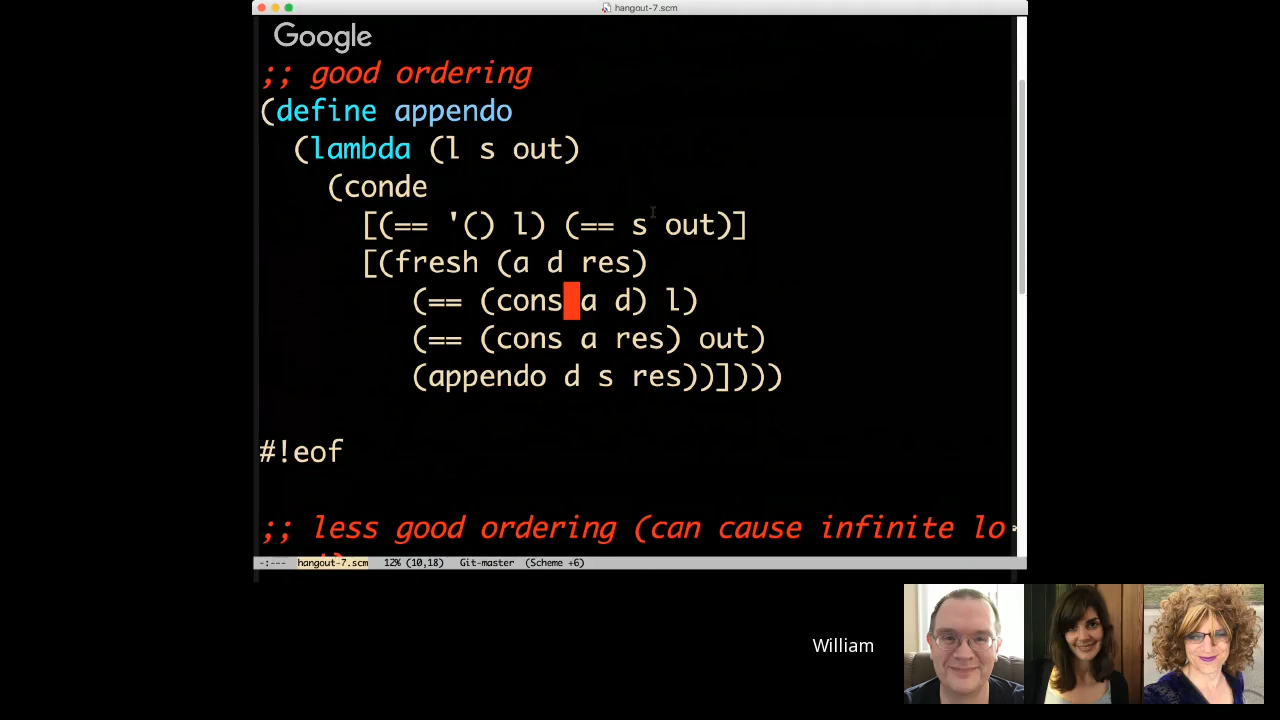 hangout-7.scm
Google
;; good ordering
(define appendo
(lambda (l s out)
(conde
[(== '() l) (== s out)]
[(fresh (a d res)
(== (cons a d) l)
(== (cons a res) out)
(appendo d s res))])))
#!eof
;; less good ordering (can cause infinite lo
-:--- hangout-7.scm 12% (10,18) Git-master (Scheme +6)
William